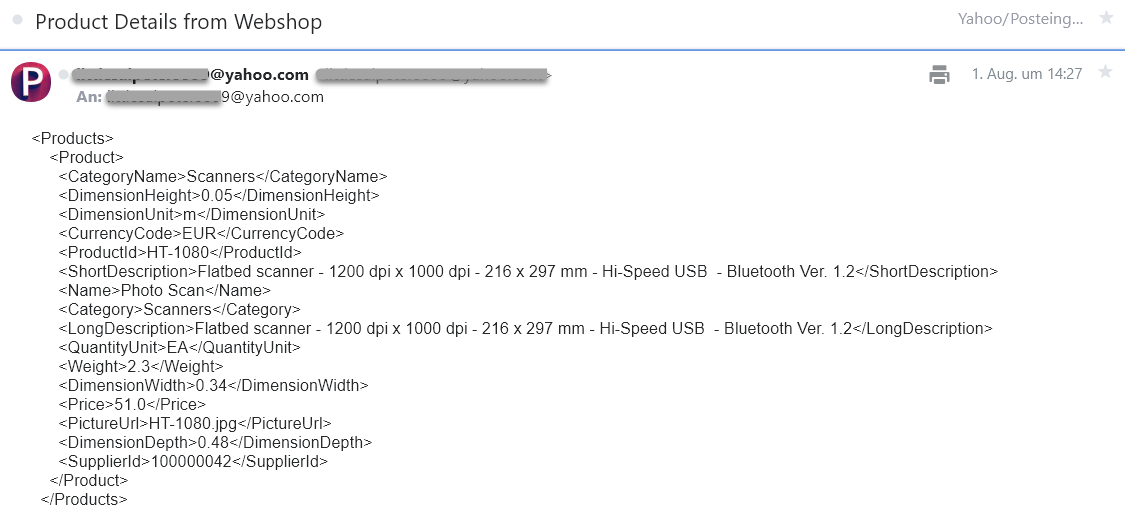 Product Details from Webshop
Yahoo/Posteing...
P
@yahoo.com
1. Aug. um 14:27
An: 9@yahoo.com
<Products>
<Product>
<CategoryName>Scanners</CategoryName>
<DimensionHeight>0.05</DimensionHeight>
<DimensionUnit>m</DimensionUnit>
<CurrencyCode>EUR</CurrencyCode>
<ProductId>HT-1080</ProductId>
<ShortDescription>Flatbed scanner - 1200 dpi x 1000 dpi - 216 x 297 mm - Hi-Speed USB  - Bluetooth Ver. 1.2</ShortDescription>
<Name>Photo Scan</Name>
<Category>Scanners</Category>
<LongDescription>Flatbed scanner - 1200 dpi x 1000 dpi - 216 x 297 mm - Hi-Speed USB  - Bluetooth Ver. 1.2</LongDescription>
<QuantityUnit>EA</QuantityUnit>
<Weight>2.3</Weight>
<DimensionWidth>0.34</DimensionWidth>
<Price>51.0</Price>
<PictureUrl>HT-1080.jpg</PictureUrl>
<DimensionDepth>0.48</DimensionDepth>
<SupplierId>100000042</SupplierId>
</Product>
</Products>